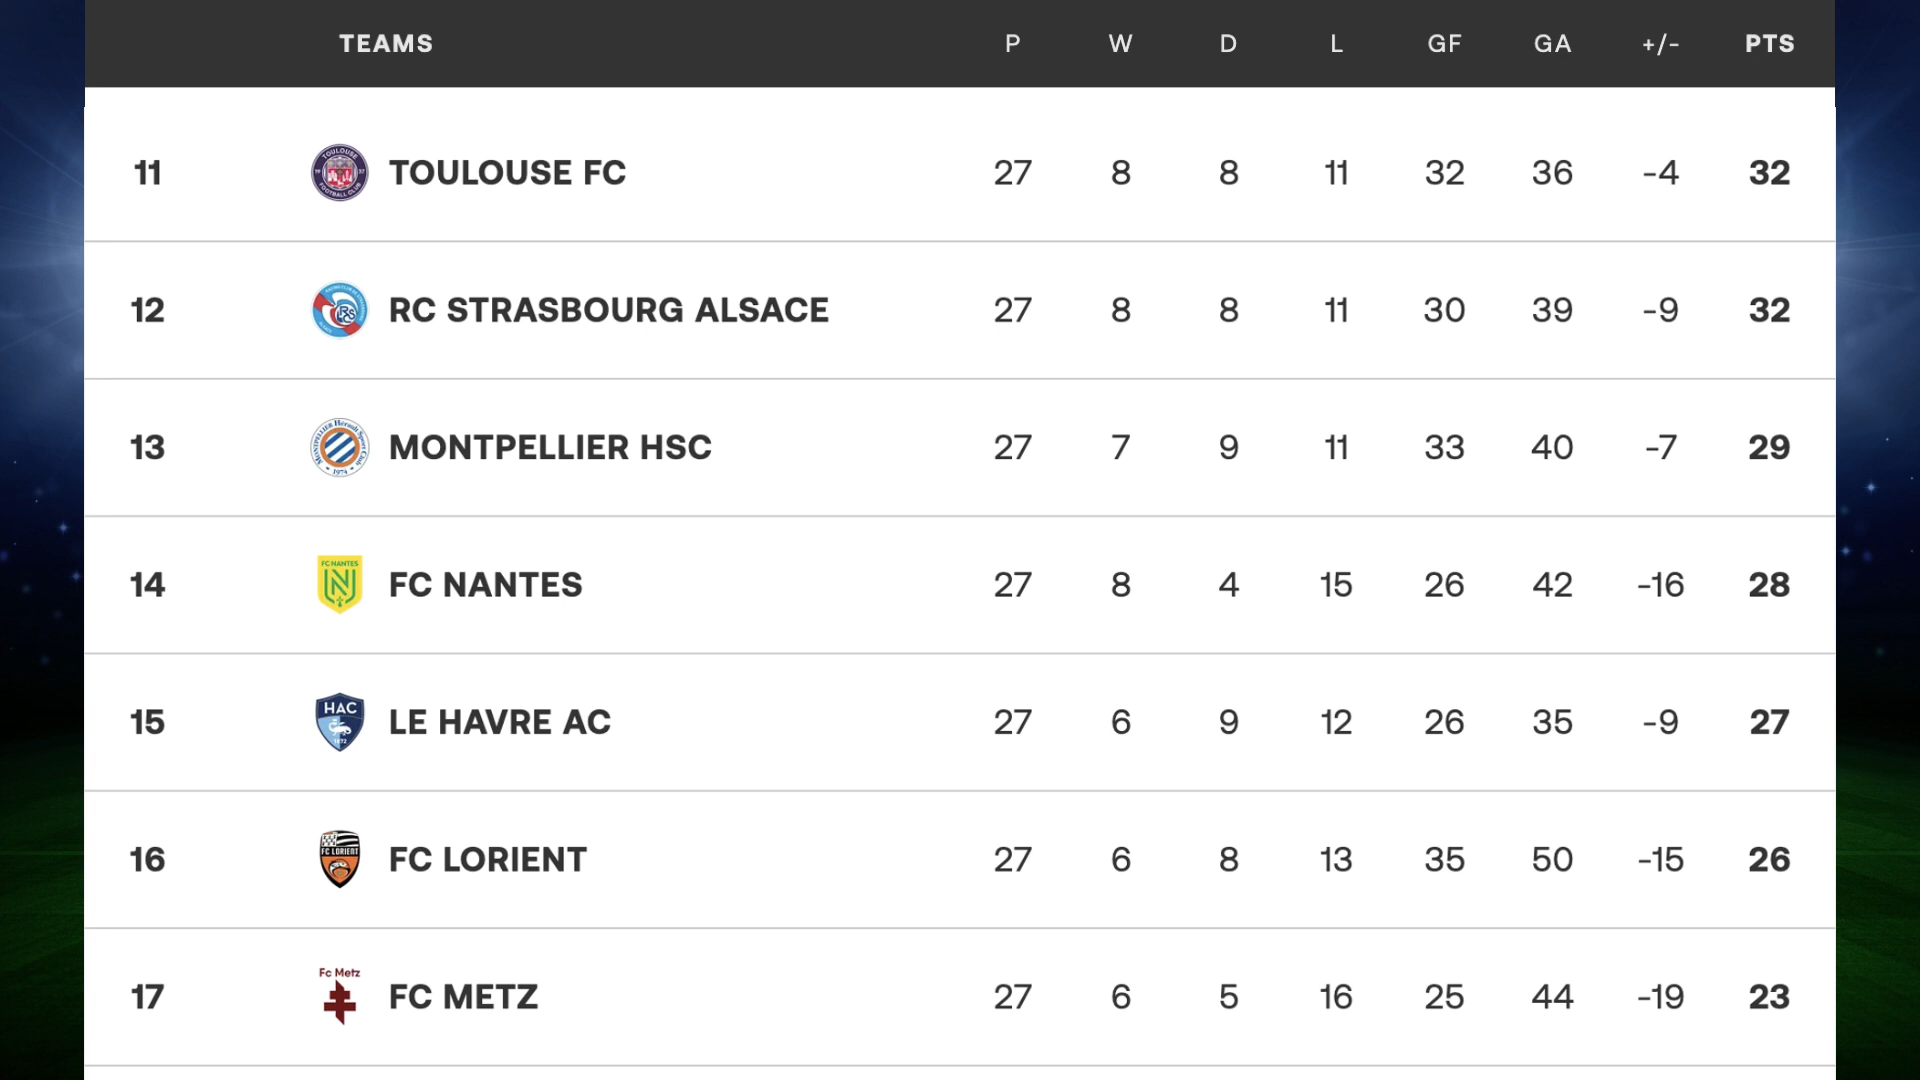 TEAMS P W D L GF GA +/- PTS
11 TOULOUSE FC 27 8 8 11 32 36 -4 32
12 RC STRASBOURG ALSACE 27 8 8 11 30 39 -9 32
13 MONTPELLIER HSC 27 7 9 11 33 40 -7 29
14 FC NANTES 27 8 4 15 26 42 -16 28
15 HAC LE HAVRE AC 27 6 9 12 26 35 -9 27
16 FC LORIENT FC LORIENT 27 6 8 13 35 50 -15 26
Fc Metz
17 FC METZ 27 6 5 16 25 44 -19 23